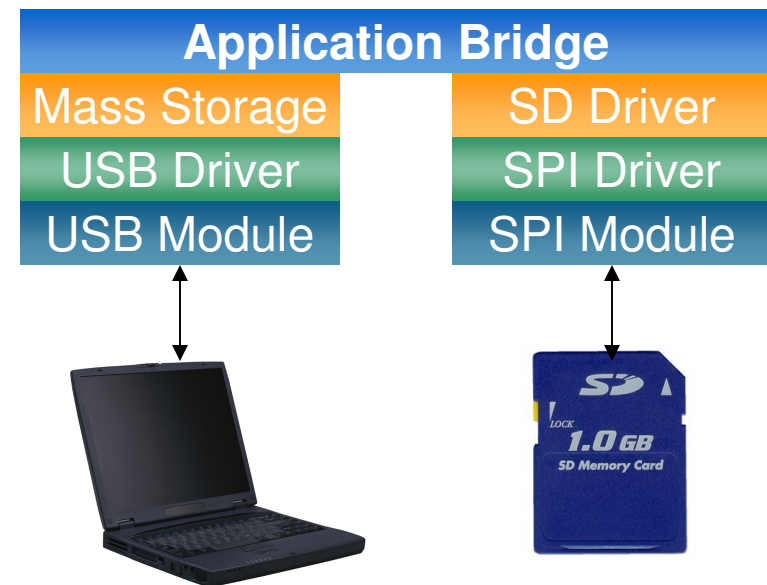 Application Bridge
Mass Storage
USB Driver
USB Module
SD Driver
SPI Driver
SPI Module
SD
LOCK
1.0 GB
SD Memory Card